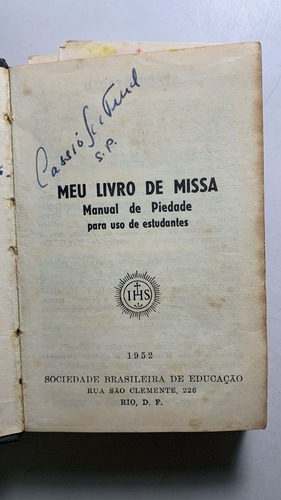 S.P.
MEU LIVRO DE MISSA
Manual de Piedade
para uso de estudantes
IHS
1952
SOCIEDADE BRASILEIRA DE EDUCAÇÃO
RUA SÃO CLEMENTE, 226
RIO, D. F.